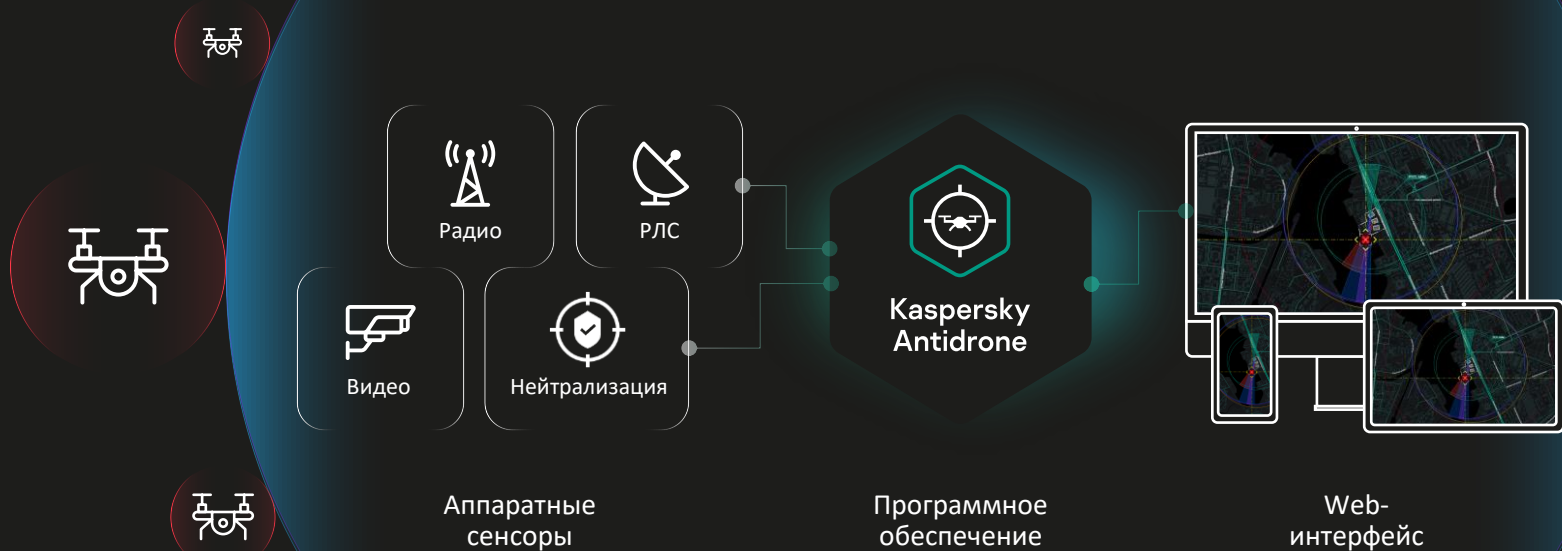 Радио
РЛС
Видео
Нейтрализация
Kaspersky
Antidrone
Аппаратные
сенсоры
Программное
обеспечение
Web-
интерфейс